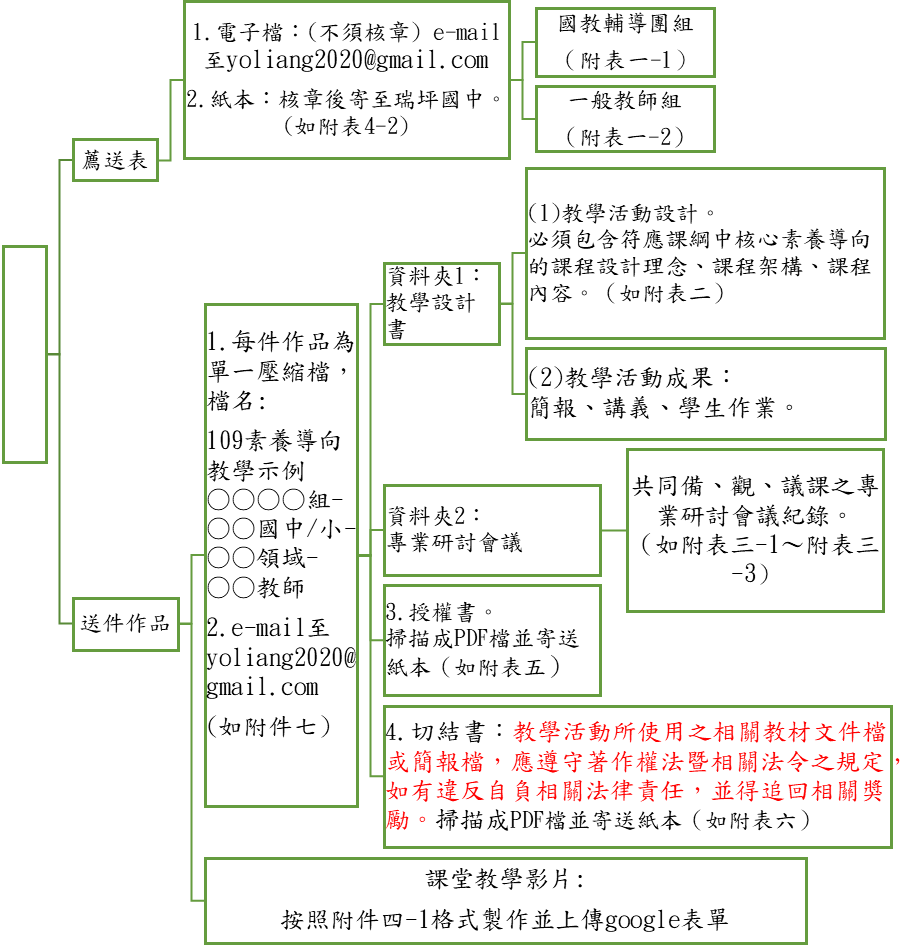 薦送表
1.電子檔：(不須核章) e-mail
至yoliang2020@gmail.com
2.紙本：核章後寄至瑞坪國中。
(如附表4-2)
國教輔導團組
（附表一-1）
一般教師組
（附表一-2）
送件作品
1.每件作品為
單一壓縮檔，
檔名:
109素養導向
教學示例
○○○○組-
○○國中/小-
○○領域-
○○教師
2.e-mail至
yoliang2020@
gmail.com
(如附件七)
資料夾1：
教學設計
書
(1)教學活動設計。
必須包含符應課綱中核心素養導向
的課程設計理念、課程架構、課程
內容。（如附表二）
(2)教學活動成果：
簡報、講義、學生作業。
資料夾2：
專業研討會議
共同備、觀、議課之專
業研討會議紀錄。
（如附表三-1～附表三
-3）
3.授權書。
掃描成PDF檔並寄送
紙本（如附表五）
4.切結書：教學活動所使用之相關教材文件檔
或簡報檔，應遵守著作權法暨相關法令之規定，
如有違反自負相關法律責任，並得追回相關獎
勵。掃描成PDF檔並寄送紙本（如附表六）
課堂教學影片:
按照附件四-1格式製作並上傳google表單